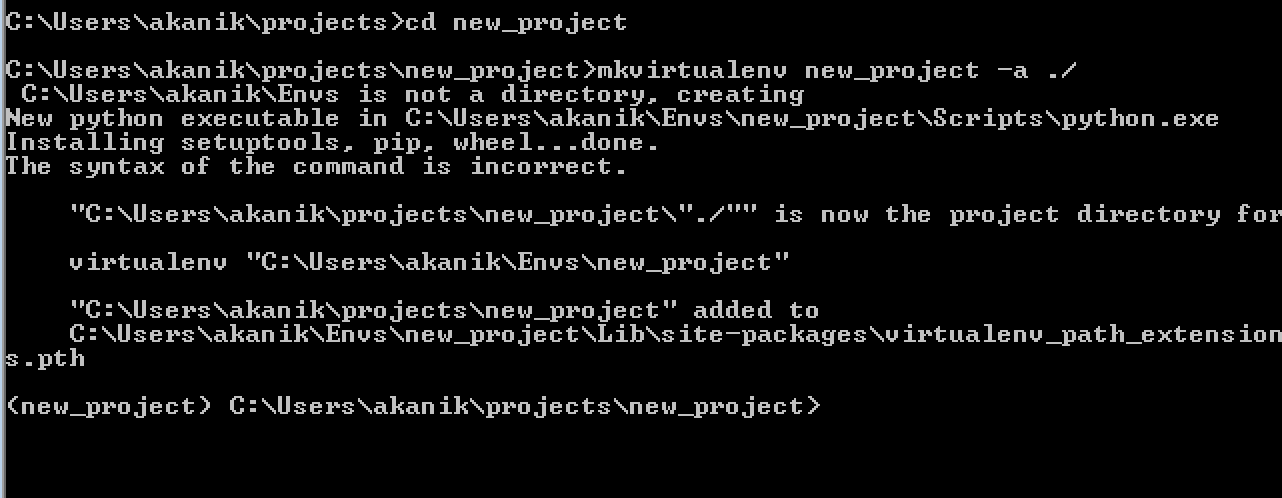 C:\Users\akanik\projects>cd new_project
C:\Users\akanik\projects\new_project>mkvirtualenv new_project -a ./
C:\Users\akanik\Envs is not a directory, creating
New python executable in C:\Users\akanik\Envs\new_project\Scripts\python.exe
Installing setuptools, pip, wheel...done.
The syntax of the command is incorrect.
"C:\Users\akanik\projects\new_project\"./"" is now the project directory for
virtualenv "C:\Users\akanik\Envs\new_project"
"C:\Users\akanik\projects\new_project" added to
C:\Users\akanik\Envs\new_project\Lib\site-packages\virtualenv_path_extension
s.pth
(new_project) C:\Users\akanik\projects\new_project>